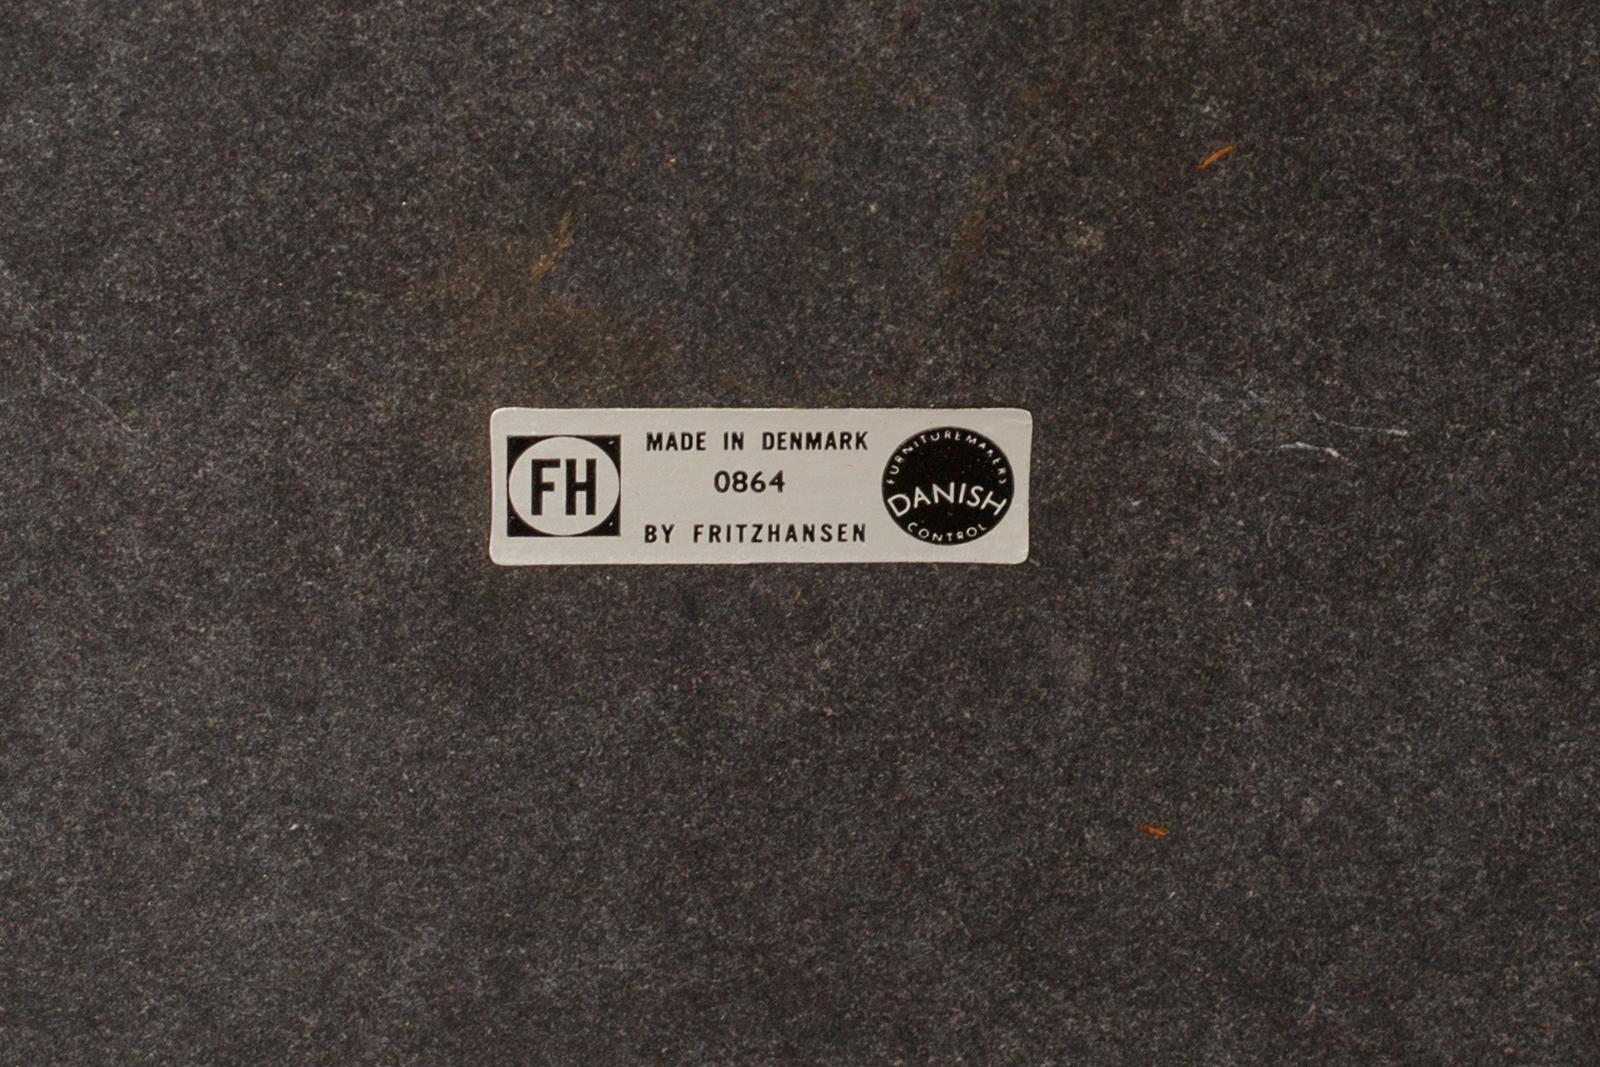 FH
MADE IN DENMARK
0864
BY FRITZHANSEN
FURNITUREMAKERS
DANISH
CONTROL